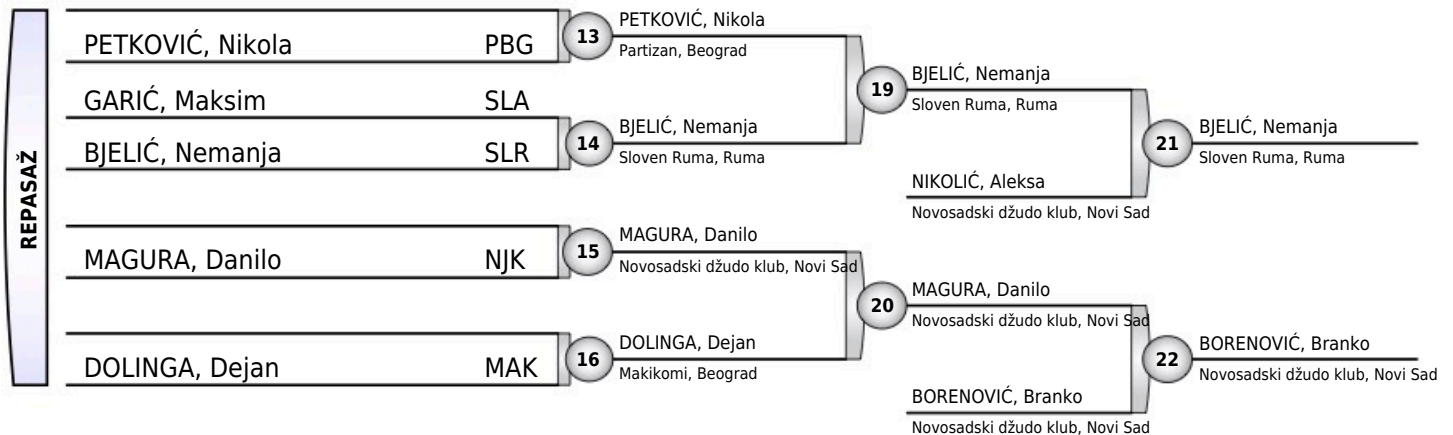 REPASAŽ
PETKOVIĆ, Nikola PBG
GARIĆ, Maksim SLA
BJELIĆ, Nemanja SLR
MAGURA, Danilo NJK
DOLINGA, Dejan MAK
13
PETKOVIĆ, Nikola
Partizan, Beograd
14
BJELIĆ, Nemanja
Sloven Ruma, Ruma
15
MAGURA, Danilo
Novosadski džudo klub, Novi Sad
16
DOLINGA, Dejan
Makikomi, Beograd
19
BJELIĆ, Nemanja
Sloven Ruma, Ruma
NIKOLIĆ, Aleksa
Novosadski džudo klub, Novi Sad
20
MAGURA, Danilo
Novosadski džudo klub, Novi Sad
BORENOVIĆ, Branko
Novosadski džudo klub, Novi Sad
21
BJELIĆ, Nemanja
Sloven Ruma, Ruma
22
BORENOVIĆ, Branko
Novosadski džudo klub, Novi Sad